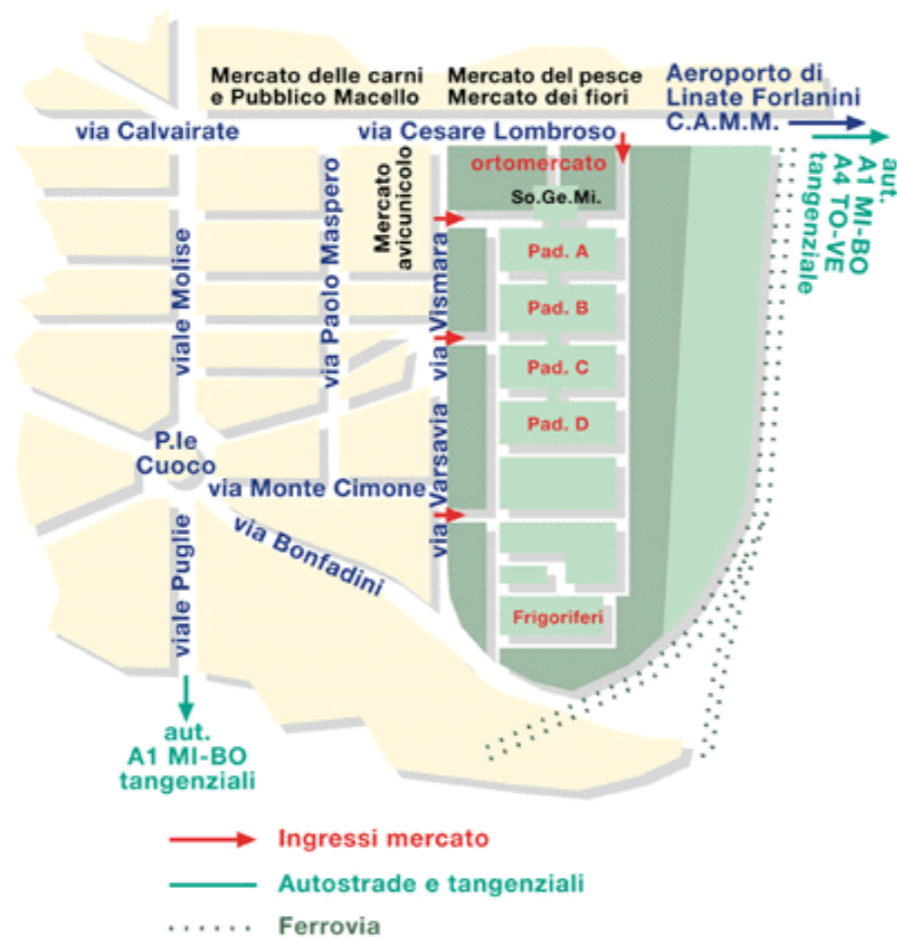 Mercato delle carni
e Pubblico Macello
Mercato del pesce
Mercato dei fiori
Aeroporto di
Linate Forlanini
C.A.M.M.
via Calvairate
via Cesare Lombroso
aut.
A1 MI-BO
A4 TO-VE
tangenziale
ortomercato
So.Ge.Mi.
Mercato
avicunicolo
via Paolo Maspero
viale Molise
via Vismara
Pad. A
Pad. B
Pad. C
Pad. D
P.le
Cuoco
via Monte Cimone
via Varsavia
via Bonfadini
viale Puglie
Frigoriferi
aut.
A1 MI-BO
tangenziali
Ingressi mercato
Autostrade e tangenziali
Ferrovia